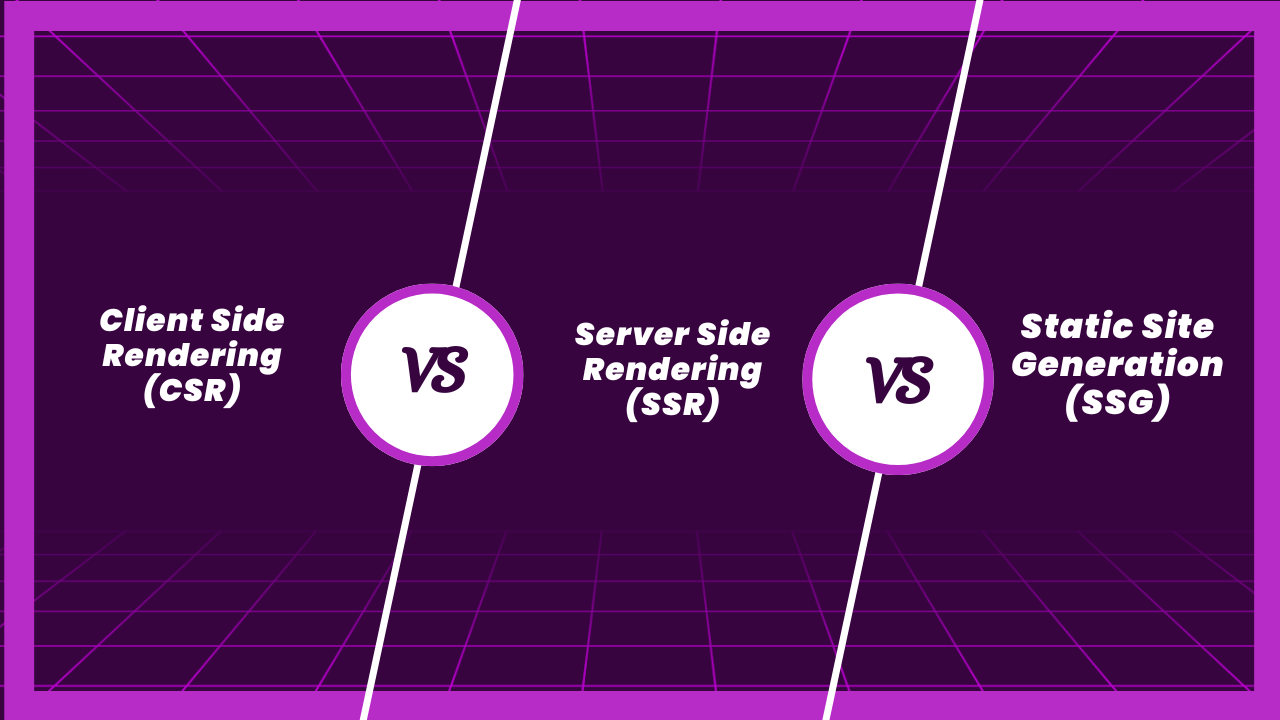 Client Side
Rendering
(CSR)
VS
Server Side
Rendering
(SSR)
VS
Static Site
Generation
(SSG)